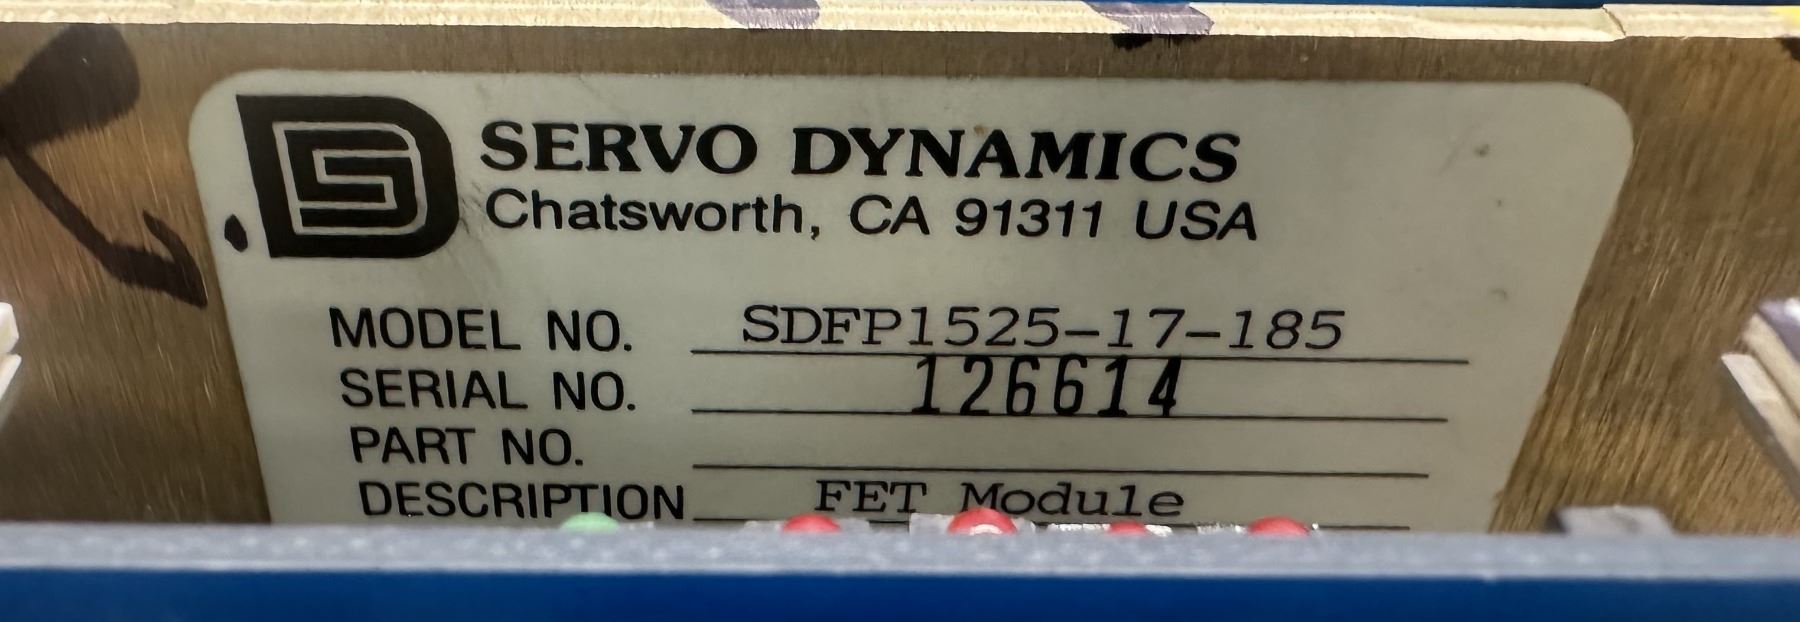 SERVO DYNAMICS
Chatsworth, CA 91311 USA
MODEL NO. SDFP1525-17-185
SERIAL NO. 126614
PART NO.
DESCRIPTION FET Module